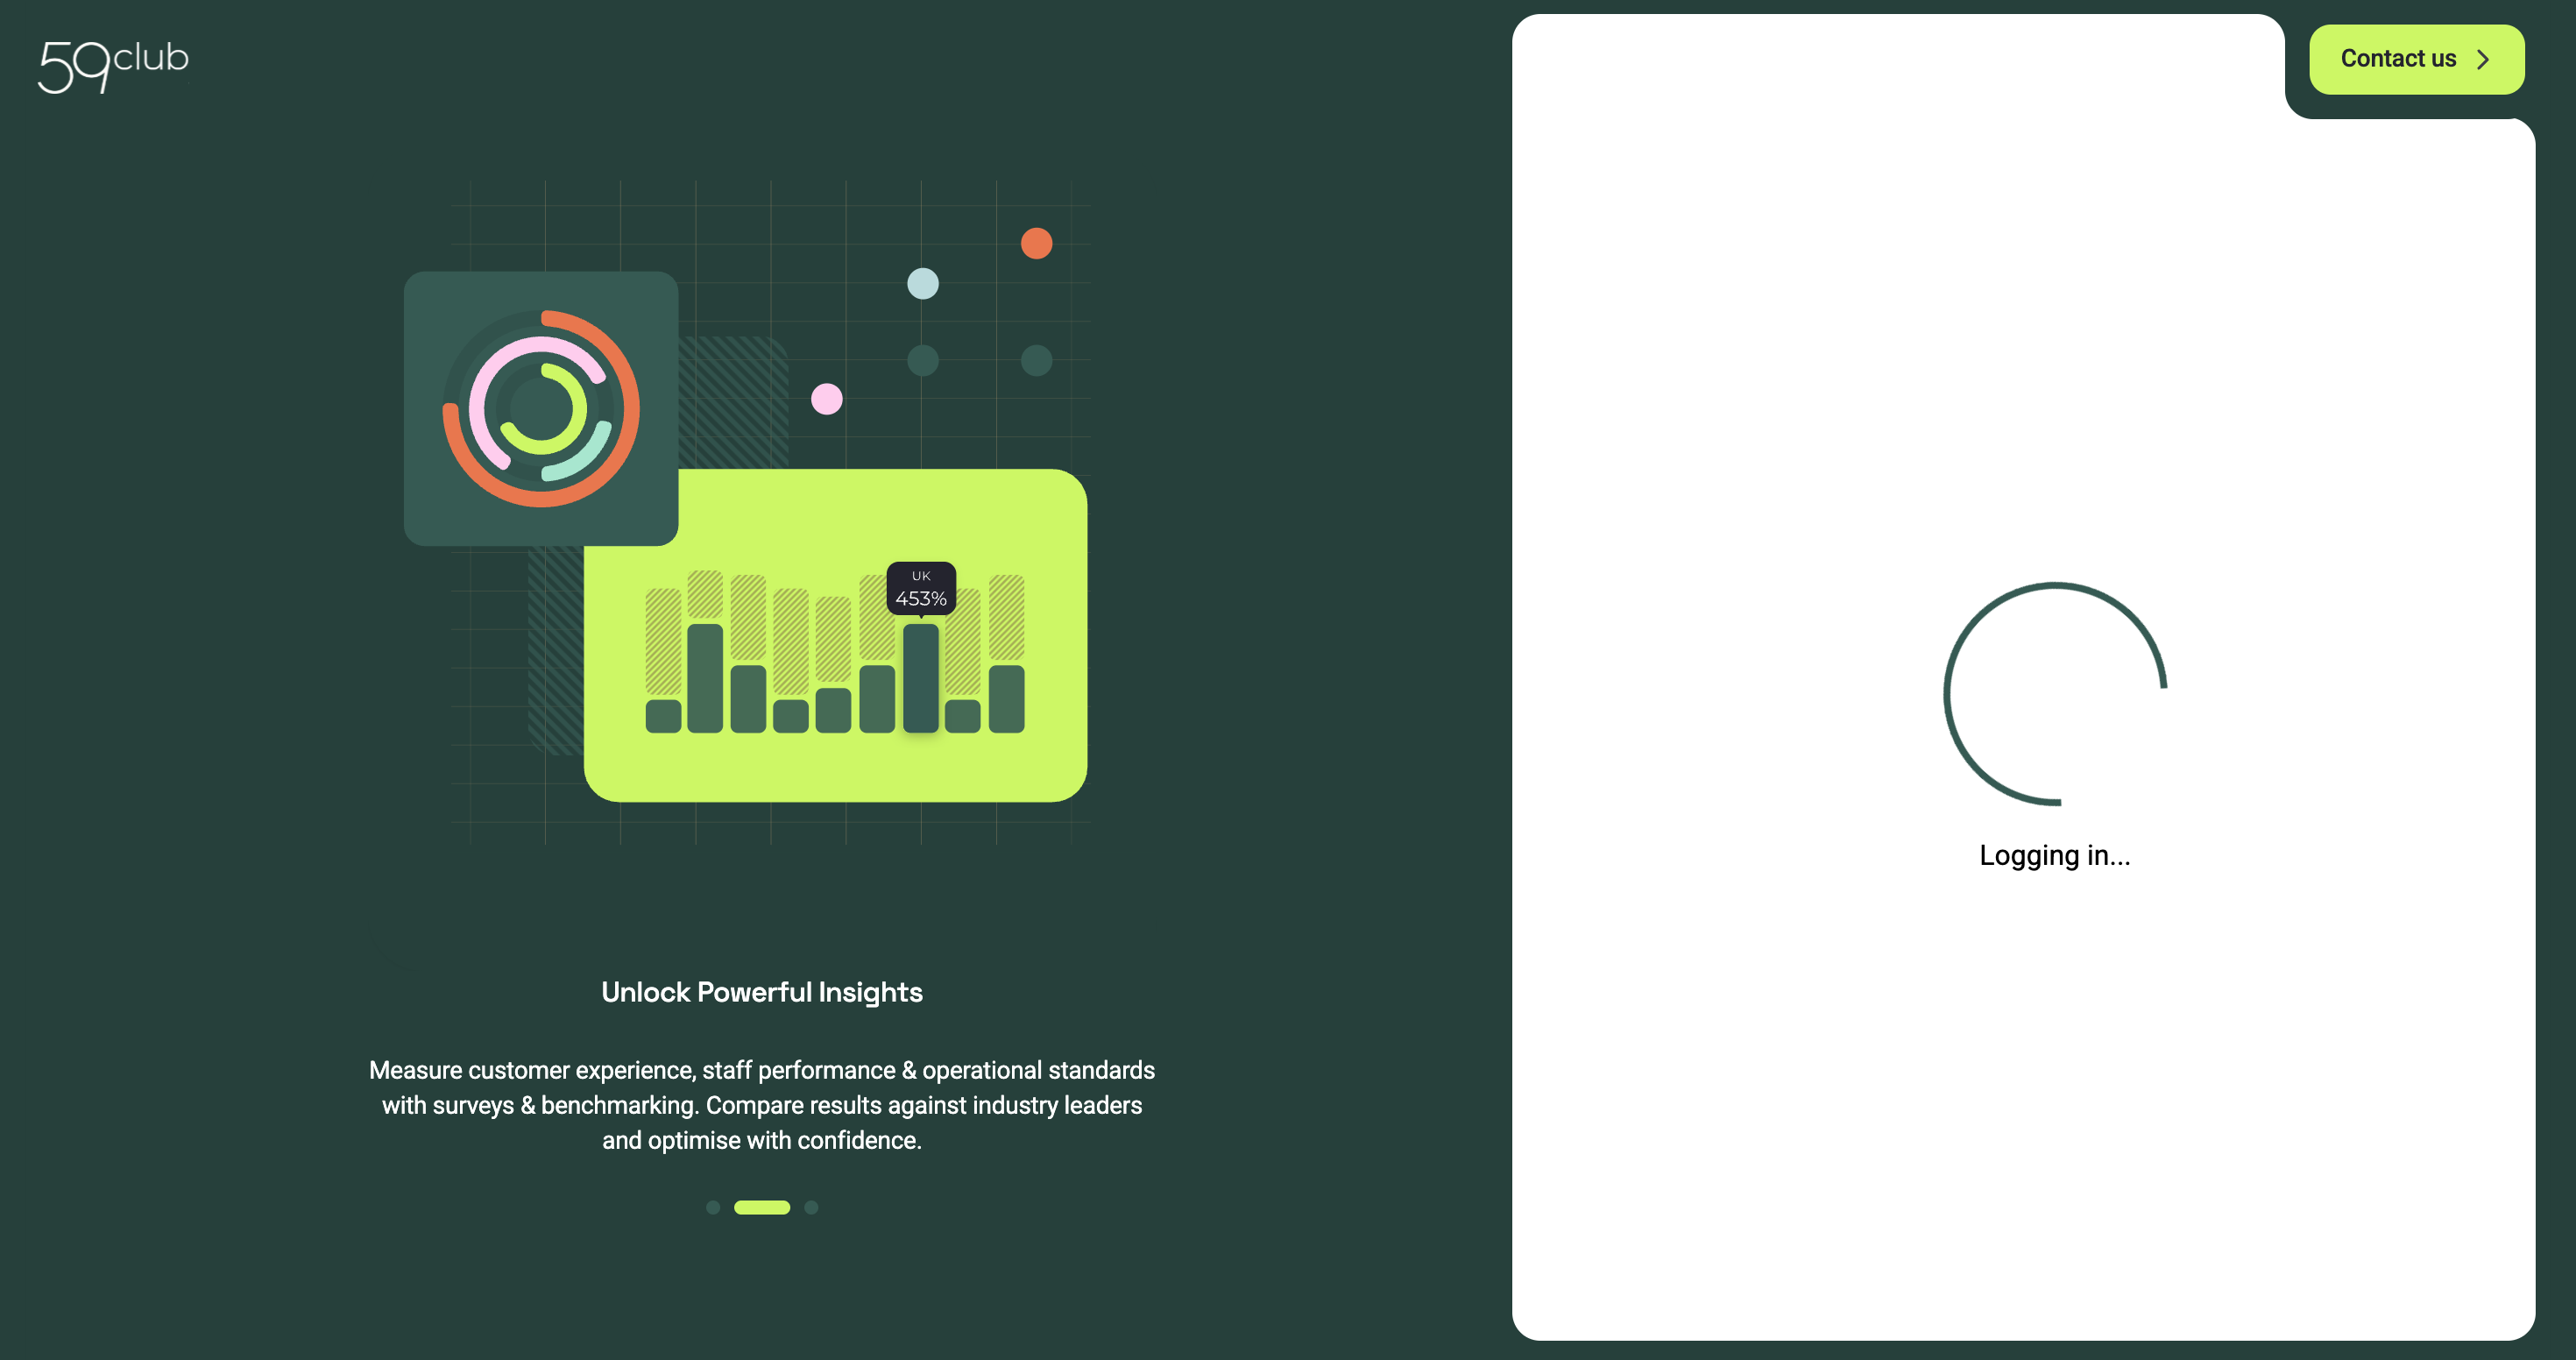 59club
Contact us
UK
453%
Logging in...
Unlock Powerful Insights
Measure customer experience, staff performance & operational standards
with surveys & benchmarking. Compare results against industry leaders
and optimise with confidence.